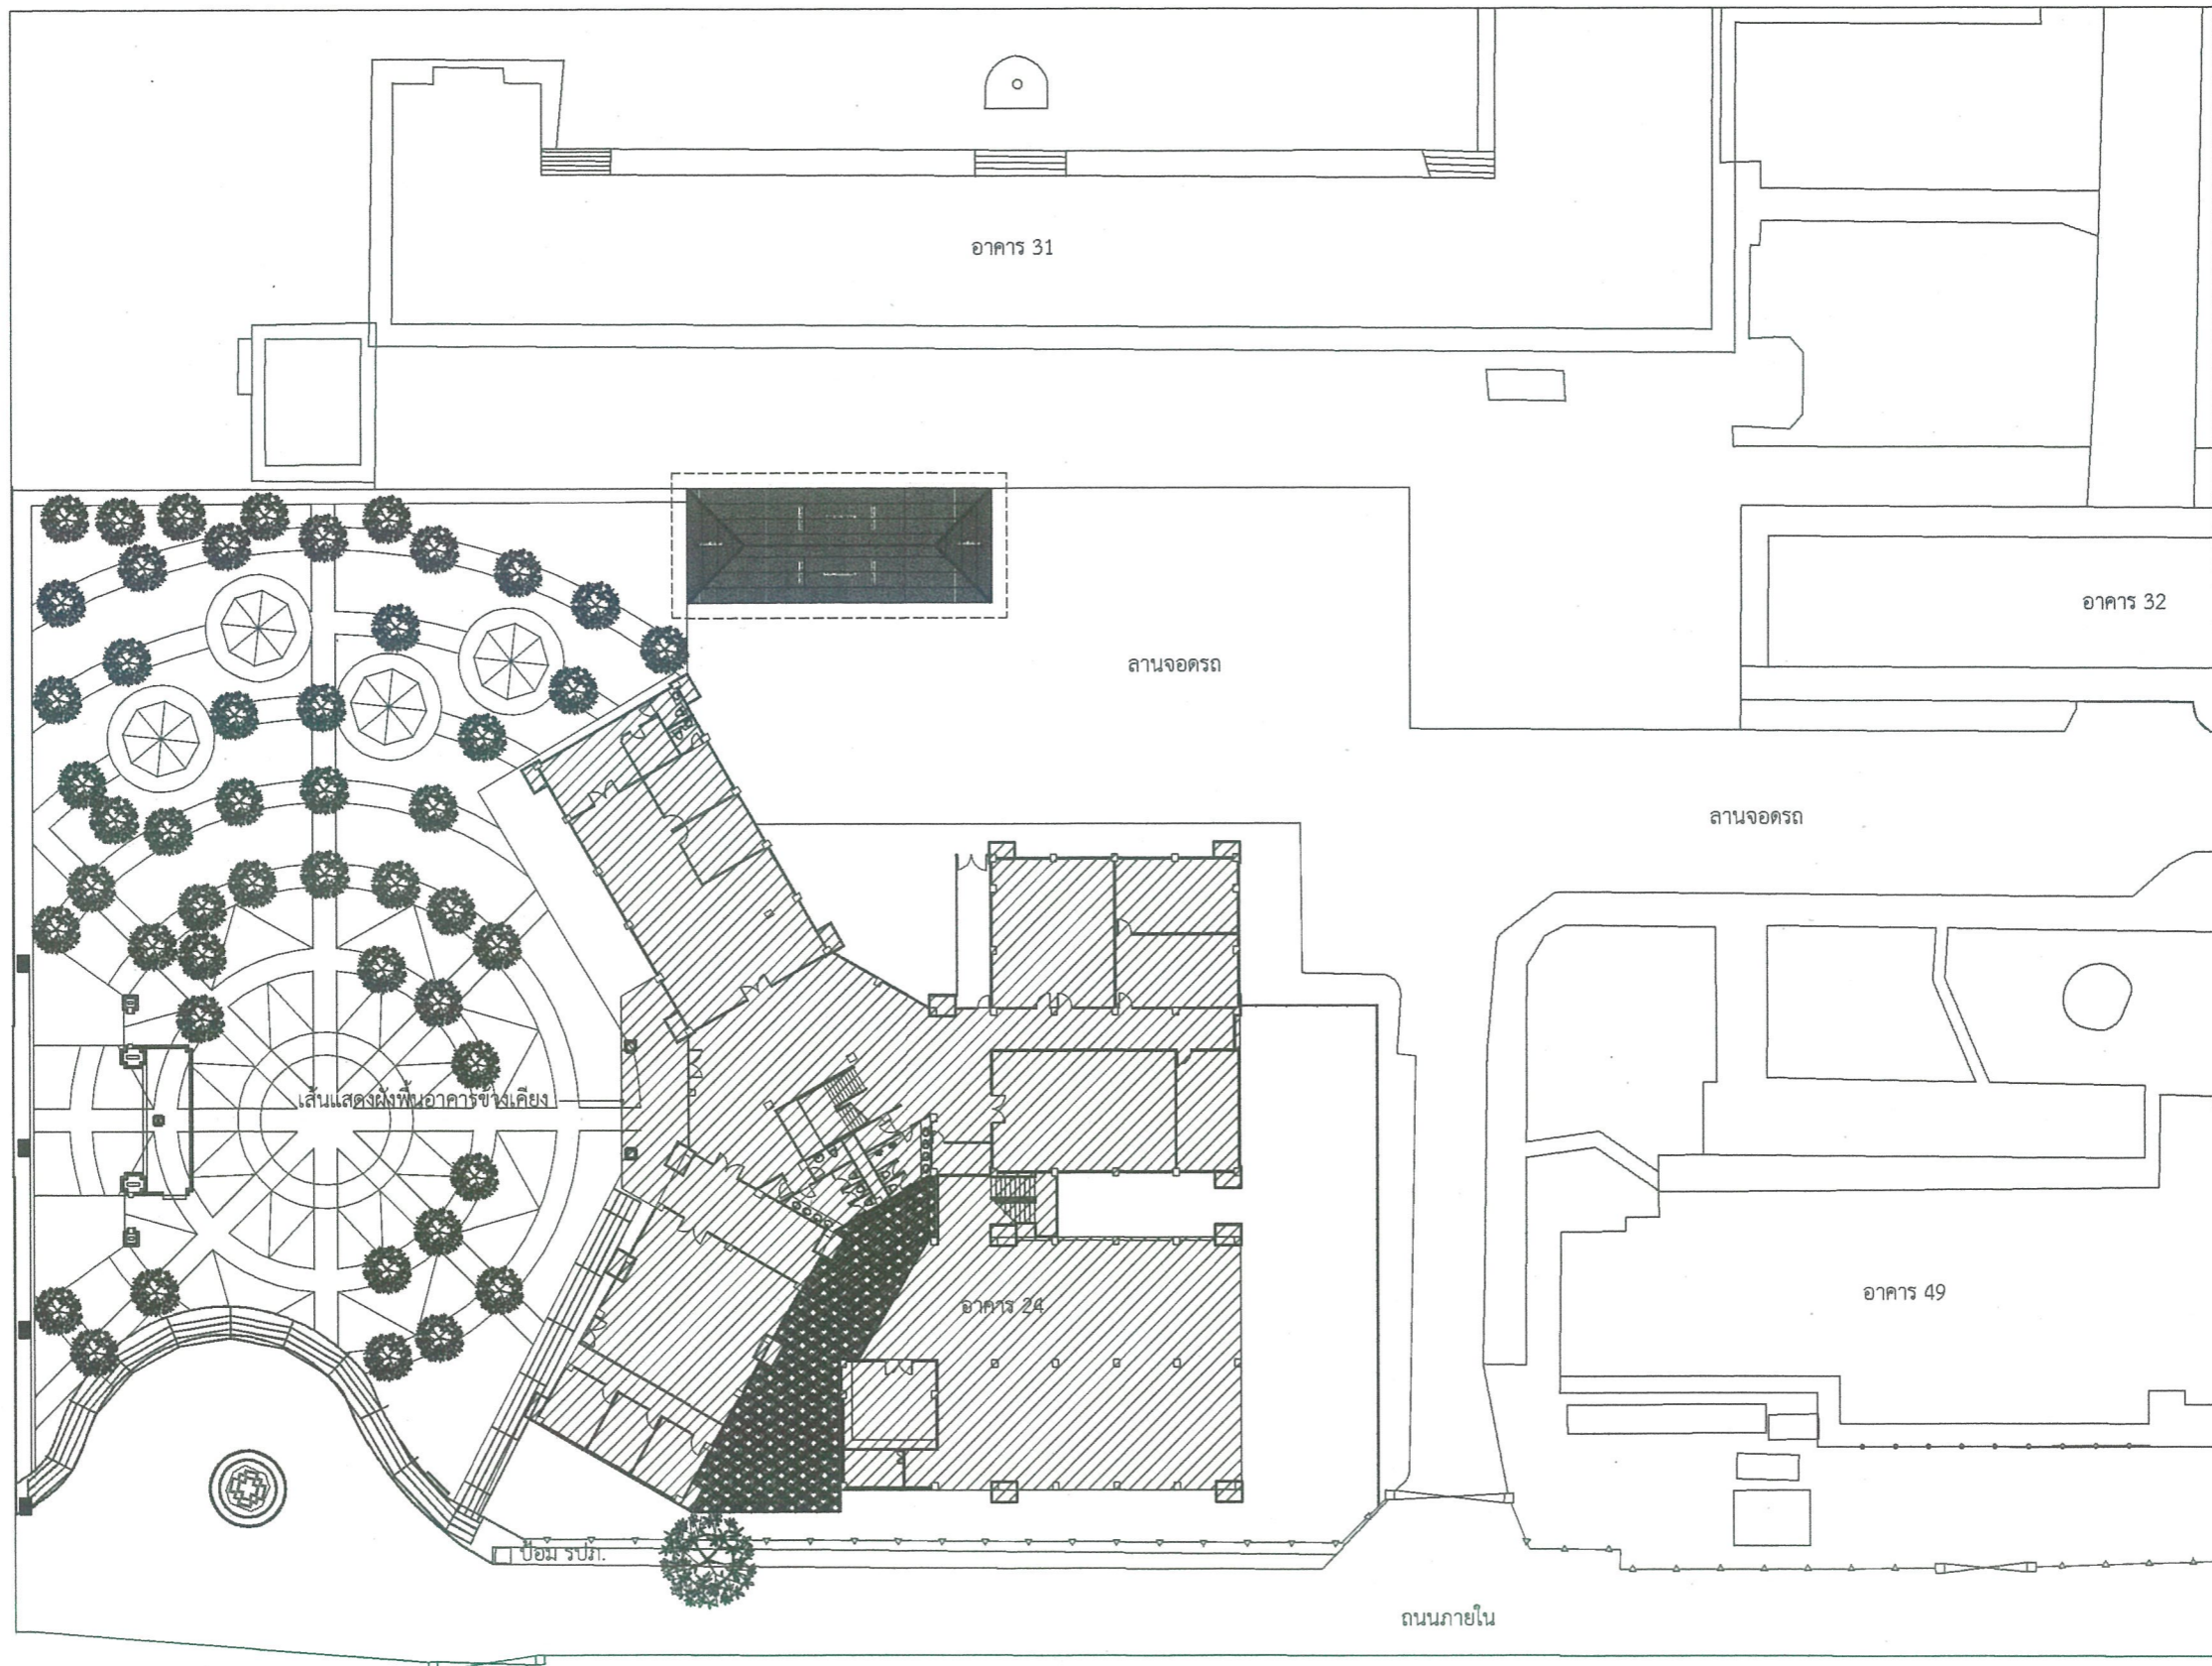 อาคาร 31
อาคาร 32
ลานจอดรถ
ลานจอดรถ
เส้นแสดงผังพื้นอาคารข้างเคียง
อาคาร 24
อาคาร 49
ป้อม รปภ.
ถนนภายใน